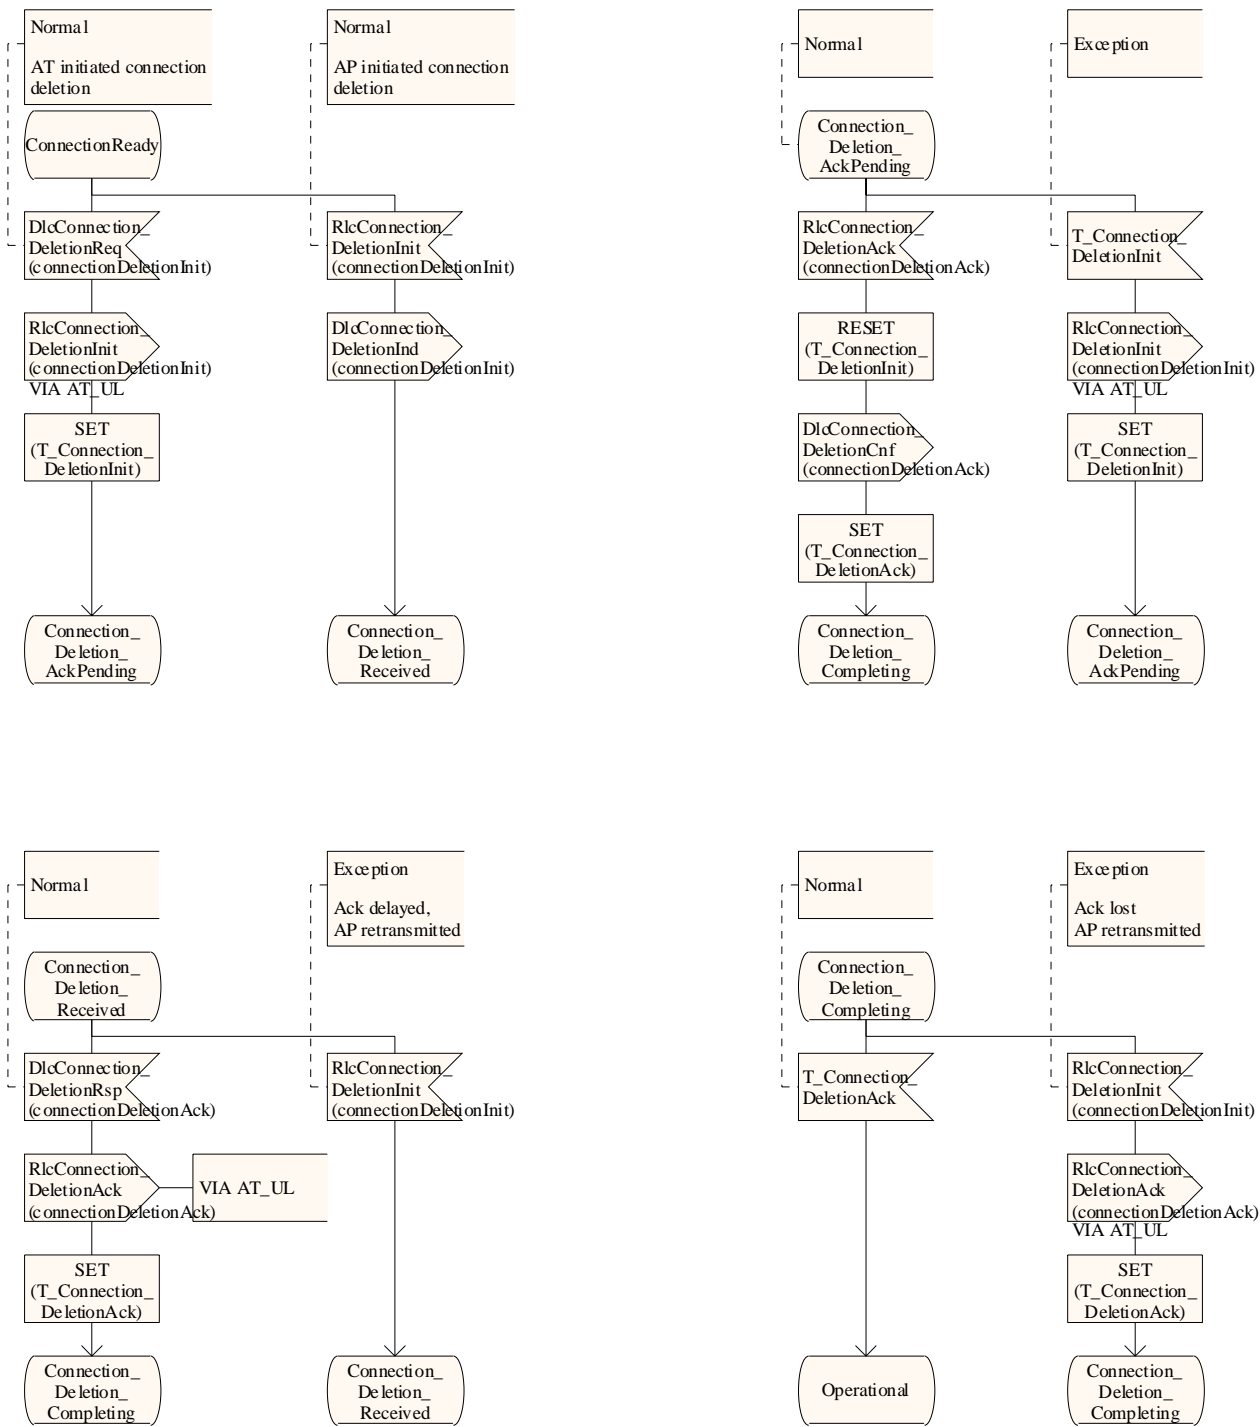 Normal
AT initiated connection
deletion
ConnectionReady
DlcConnection_
DeletionReq
(connectionDeletionInit)
RlcConnection_
DeletionInit
(connectionDeletionInit)
VIA AT_UL
SET
(T_Connection_
DeletionInit)
Connection_
Deletion_
AckPending
Normal
AP initiated connection
deletion
RlcConnection_
DeletionInit
(connectionDeletionInit)
DlcConnection_
DeletionInd
(connectionDeletionInit)
Connection_
Deletion_
Received
Normal
Connection_
Deletion_
AckPending
RlcConnection_
DeletionAck
(connectionDeletionAck)
RESET
(T_Connection_
DeletionInit)
DlcConnection_
DeletionCnf
(connectionDeletionAck)
SET
(T_Connection_
DeletionAck)
Connection_
Deletion_
Completing
Exception
T_Connection_
DeletionInit
RlcConnection_
DeletionInit
(connectionDeletionInit)
VIA AT_UL
SET
(T_Connection_
DeletionInit)
Connection_
Deletion_
AckPending
Normal
Connection_
Deletion_
Received
DlcConnection_
DeletionRsp
(connectionDeletionAck)
RlcConnection_
DeletionAck
(connectionDeletionAck)
VIA AT_UL
SET
(T_Connection_
DeletionAck)
Connection_
Deletion_
Completing
Exception
Ack delayed,
AP retransmitted
RlcConnection_
DeletionInit
(connectionDeletionInit)
Connection_
Deletion_
Received
Normal
Connection_
Deletion_
Completing
T_Connection_
DeletionAck
Operational
Exception
Ack lost
AP retransmitted
RlcConnection_
DeletionInit
(connectionDeletionInit)
RlcConnection_
DeletionAck
(connectionDeletionAck)
VIA AT_UL
SET
(T_Connection_
DeletionAck)
Connection_
Deletion_
Completing